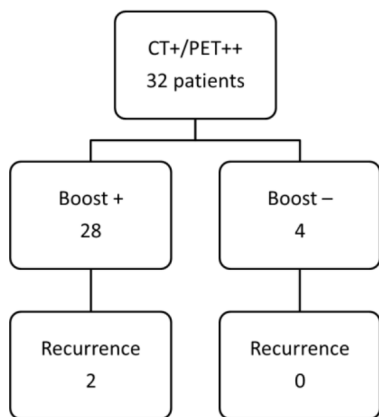 CT+/PET++
32 patients
Boost +
28
Boost –
4
Recurrence
2
Recurrence
0